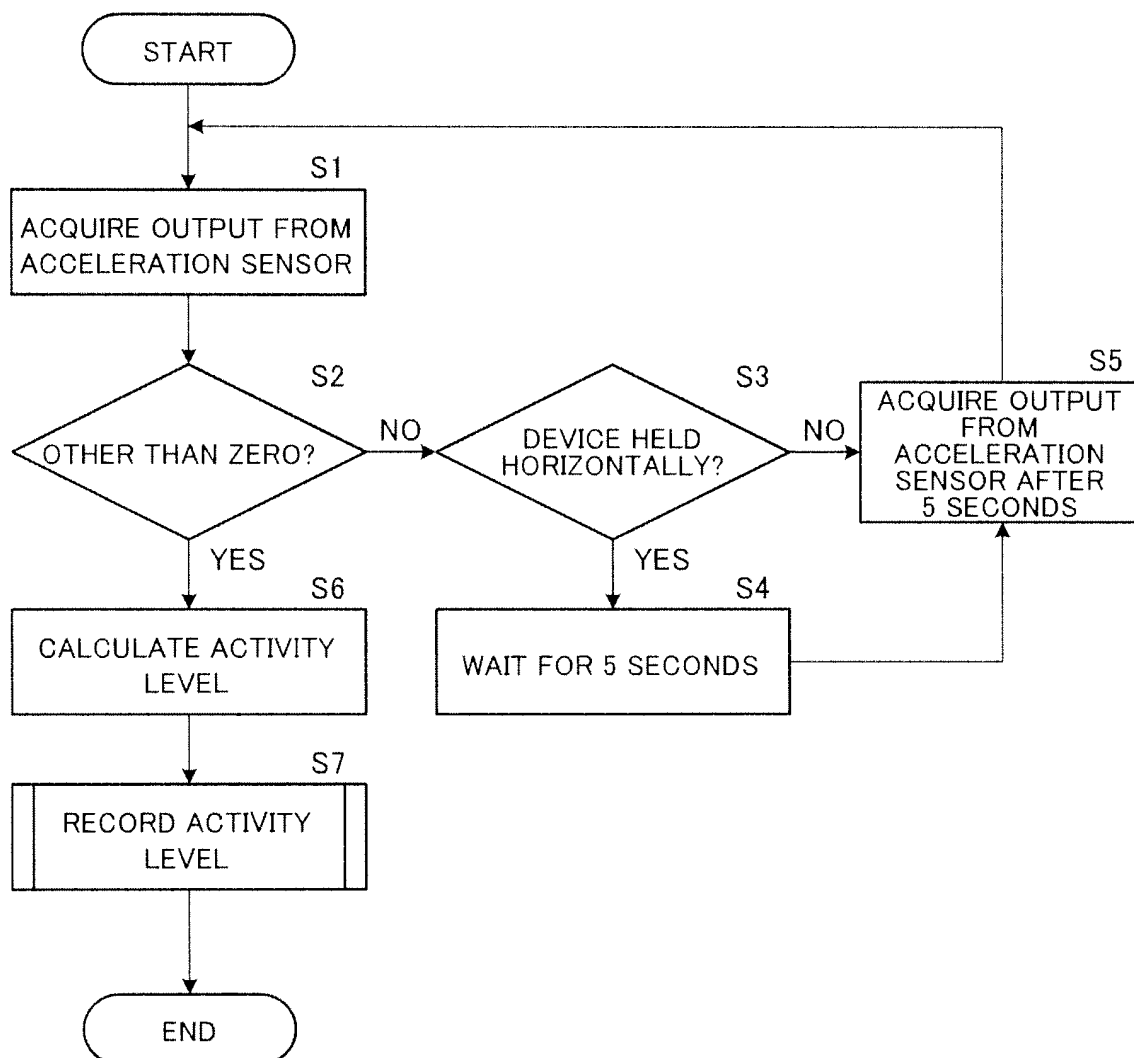 START
S1
ACQUIRE OUTPUT FROM
ACCELERATION SENSOR
S2
OTHER THAN ZERO?
NO
YES
S3
DEVICE HELD
HORIZONTALLY?
NO
YES
S5
ACQUIRE OUTPUT
FROM
ACCELERATION
SENSOR AFTER
5 SECONDS
S4
WAIT FOR 5 SECONDS
S6
CALCULATE ACTIVITY
LEVEL
S7
RECORD ACTIVITY
LEVEL
END